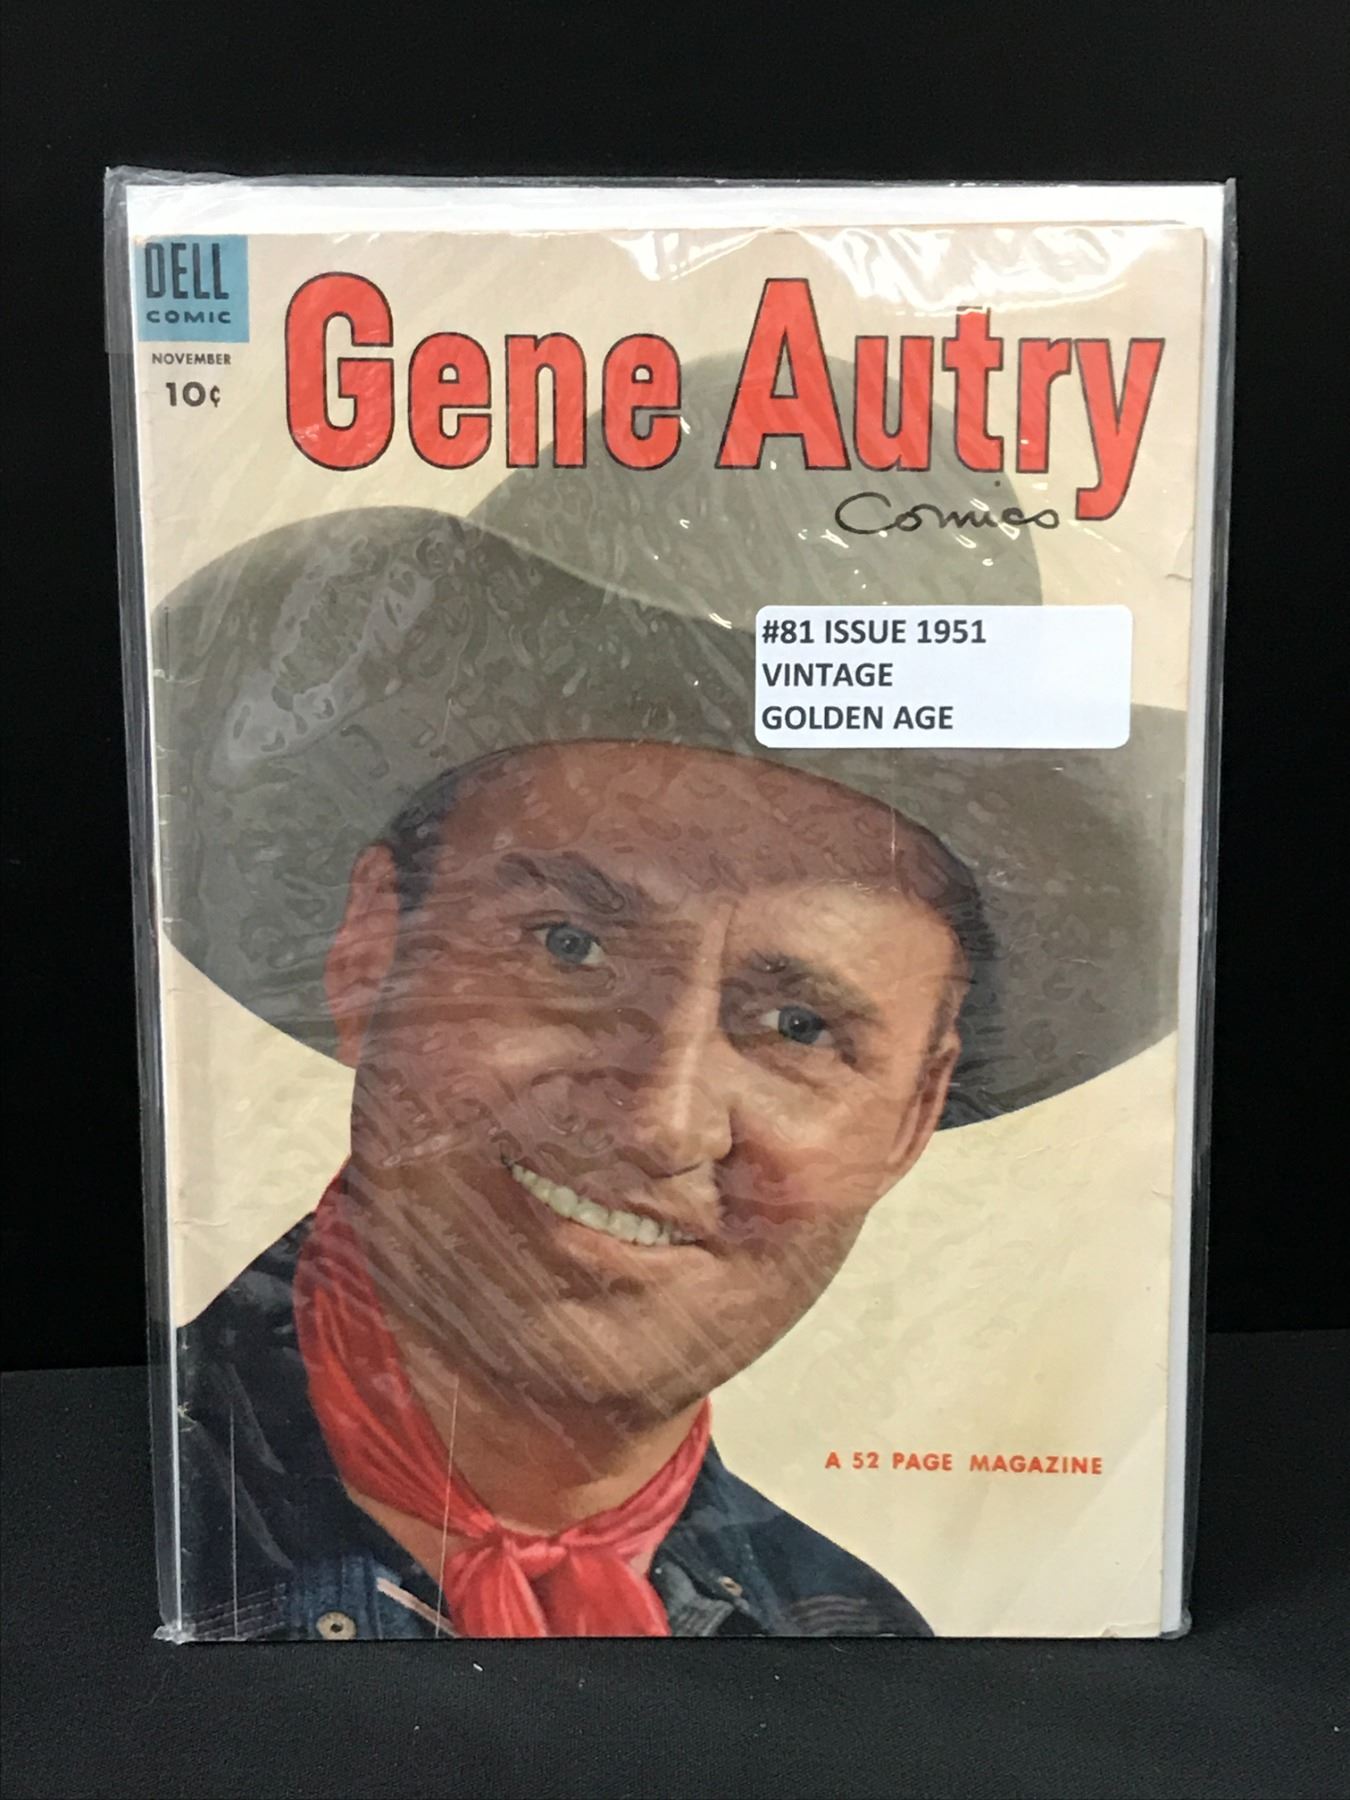 DELL
COMIC
NOVEMBER
10¢
Gene Autry
Comics
#81 ISSUE 1951
VINTAGE
GOLDEN AGE
A 52 PAGE MAGAZINE